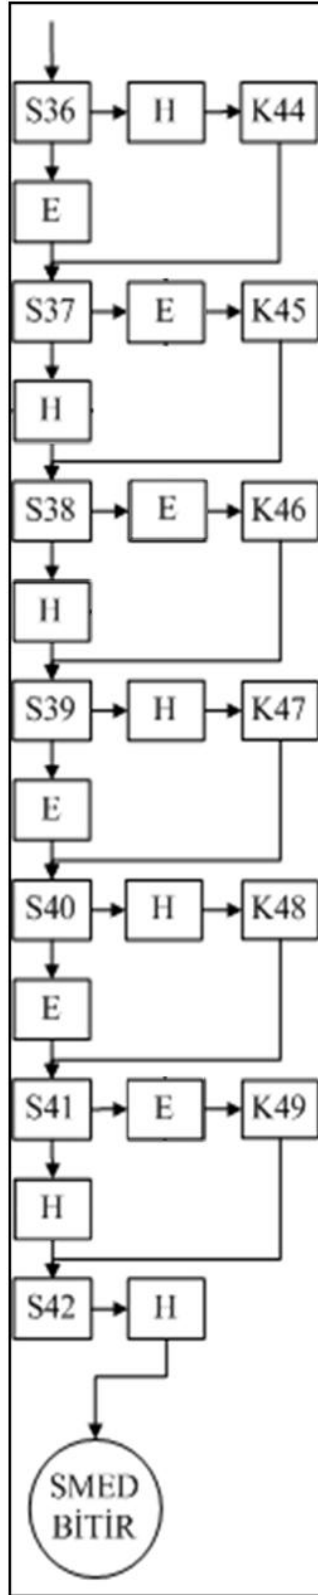 S36 H K44
E
S37 E K45
H
S38 E K46
H
S39 H K47
E
S40 H K48
E
S41 E K49
H
S42 H
SMED
BİTİR